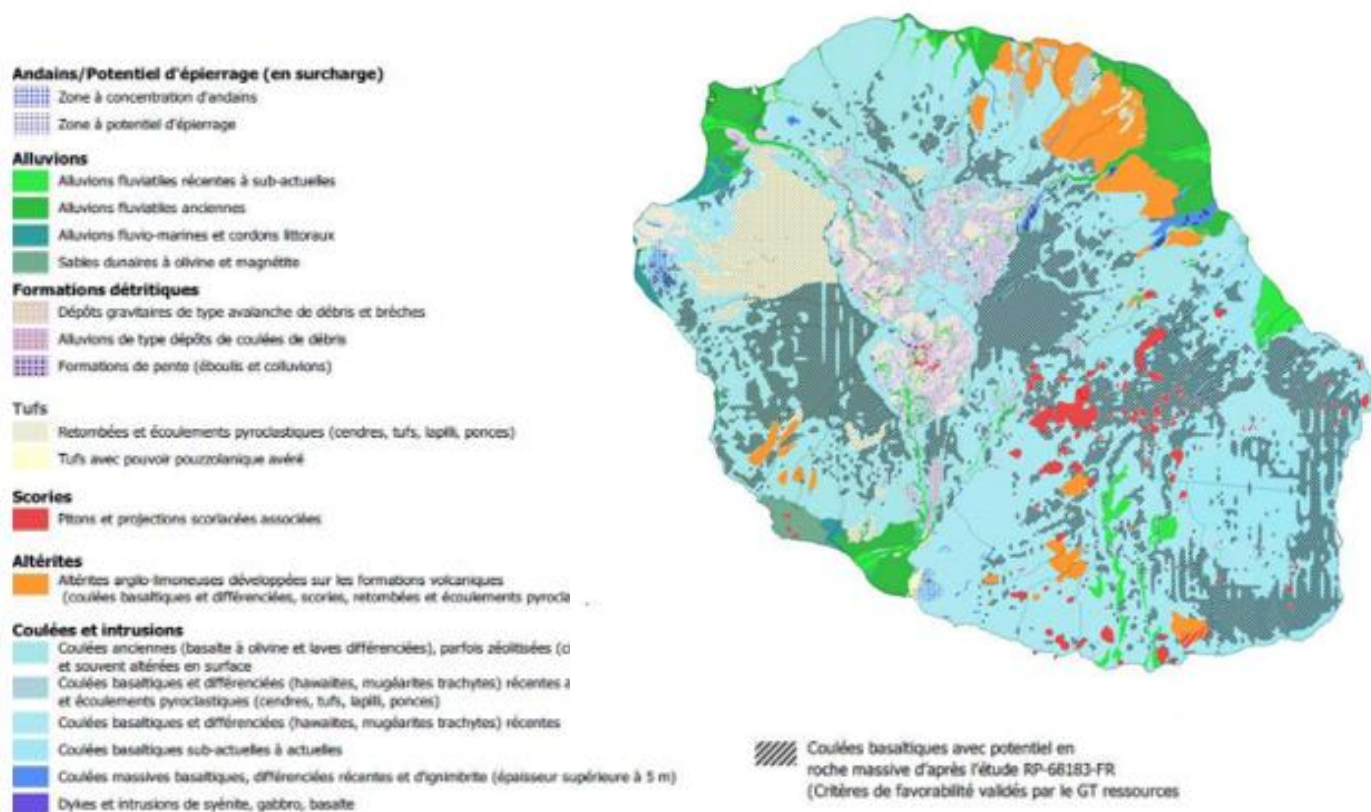 Andains/Potentiel d'épierrage (en surcharge)
Zone à concentration d'andains
Zone à potentiel d'épierrage
Alluvions
Alluvions fluviatiles récentes à sub-actuelles
Alluvions fluviatiles anciennes
Alluvions fluvio-marines et cordons littoraux
Sables dunaires à olivine et magnétite
Formations détritiques
Dépôts gravitaires de type avalanche de débris et brèches
Alluvions de type dépôts de coulées de débris
Formations de pente (éboulis et colluvions)
Tufs
Retombées et écoulements pyroclastiques (cendres, tufs, lapilli, ponces)
Tufs avec pouvoir pouzzolanique avéré
Scories
Pitons et projections scoriacées associées
Altérites
Altérites argilo-limoneuses développées sur les formations volcaniques
(coulées basaltiques et différenciées, scories, retombées et écoulements pyrocla
Coulées et intrusions
Coulées anciennes (basalte à olivine et laves différenciées), parfois zéolitisées (c
et souvent altérées en surface
Coulées basaltiques et différenciées (hawaïtes, mugéarites trachytes) récentes a
et écoulements pyroclastiques (cendres, tufs, lapilli, ponces)
Coulées basaltiques et différenciées (hawaïtes, mugéarites trachytes) récentes
Coulées basaltiques sub-actuelles à actuelles
Coulées massives basaltiques, différenciées récentes et d'ignimbrite (épaisseur supérieure à 5 m)
Dykes et intrusions de syénite, gabbro, basalte
Coulées basaltiques avec potentiel en
roche massive d'après l'étude RP-68183-FR
(Critères de favorabilité validés par le GT ressources